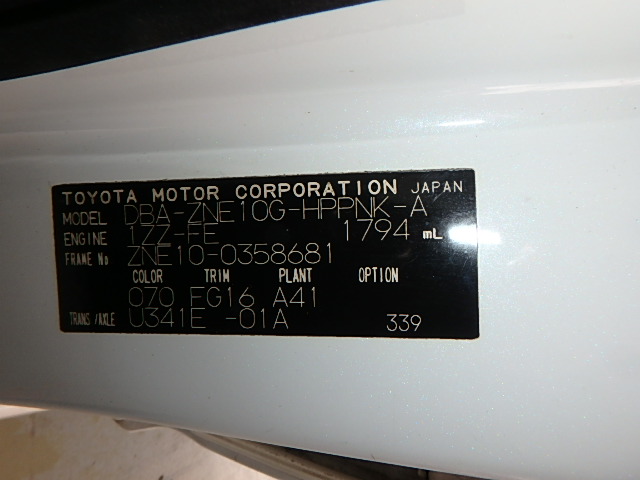 TOYOTA MOTOR CORPORATION JAPAN
MODEL DBA-ZNE10G-HPPNK-A
ENGINE 1ZZ-FE 1794 mL
FRAME No ZNE10-0358681
COLOR TRIM PLANT OPTION
070 FG16 A41
TRANS/AXLE U341E -01A 339